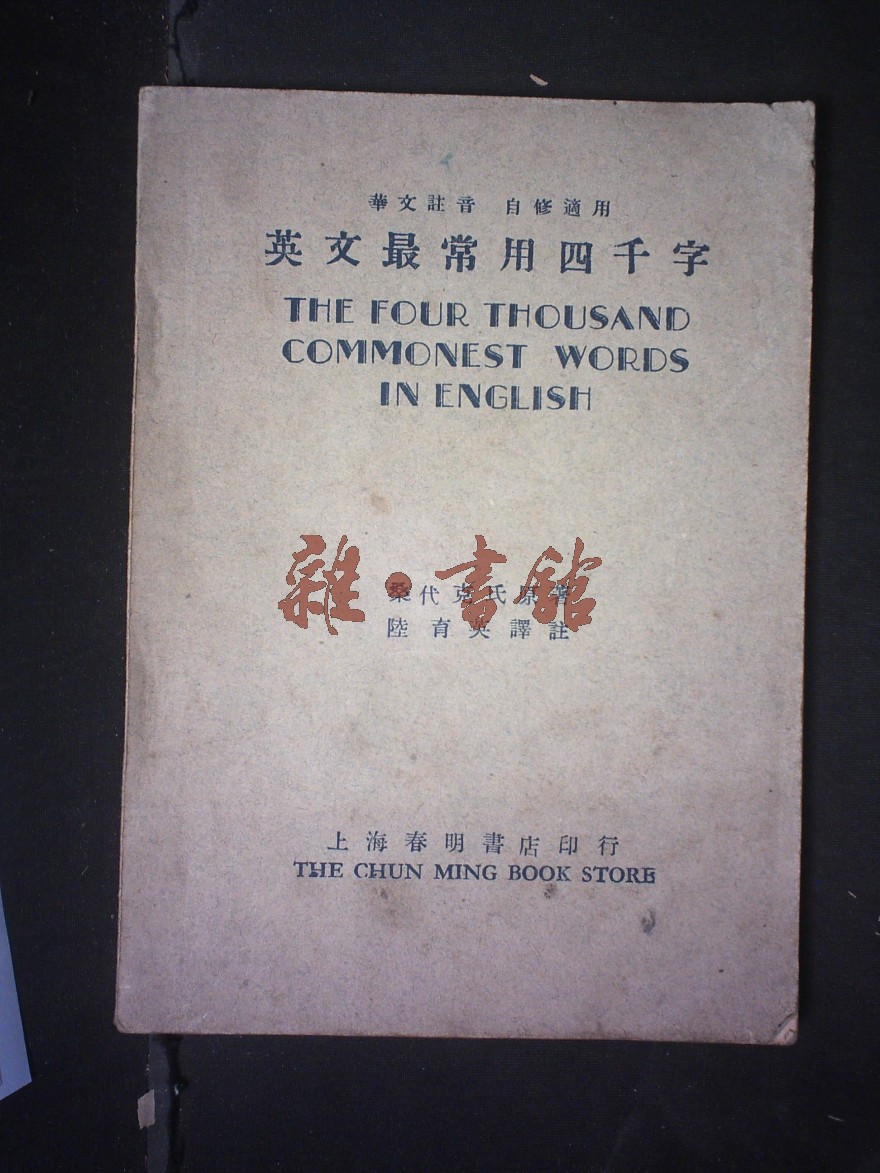 華文註音 自修適用
英文最常用四千字
THE FOUR THOUSAND
COMMONEST WORDS
IN ENGLISH
桑代克氏原著
雜·書館
陸育英譯註
上海春明書店印行
THE CHUN MING BOOK STORE